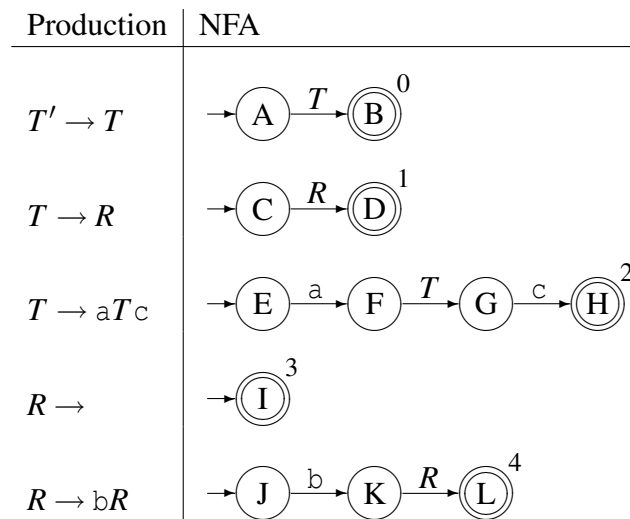 Production NFA
T′ → T A T B 0
T → R C R D 1
T → aTc E a F T G c H 2
R → I 3
R → bR J b K R L 4